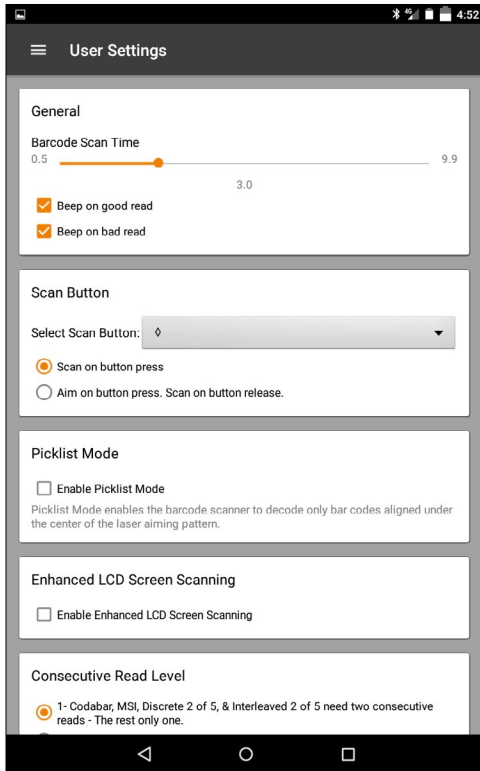 4G 4:52
User Settings
General
Barcode Scan Time
0.5 9.9
3.0
Beep on good read
Beep on bad read
Scan Button
Select Scan Button: ◊
Scan on button press
Aim on button press. Scan on button release.
Picklist Mode
Enable Picklist Mode
Picklist Mode enables the barcode scanner to decode only bar codes aligned under
the center of the laser aiming pattern.
Enhanced LCD Screen Scanning
Enable Enhanced LCD Screen Scanning
Consecutive Read Level
1- Codabar, MSI, Discrete 2 of 5, & Interleaved 2 of 5 need two consecutive
reads - The rest only one.